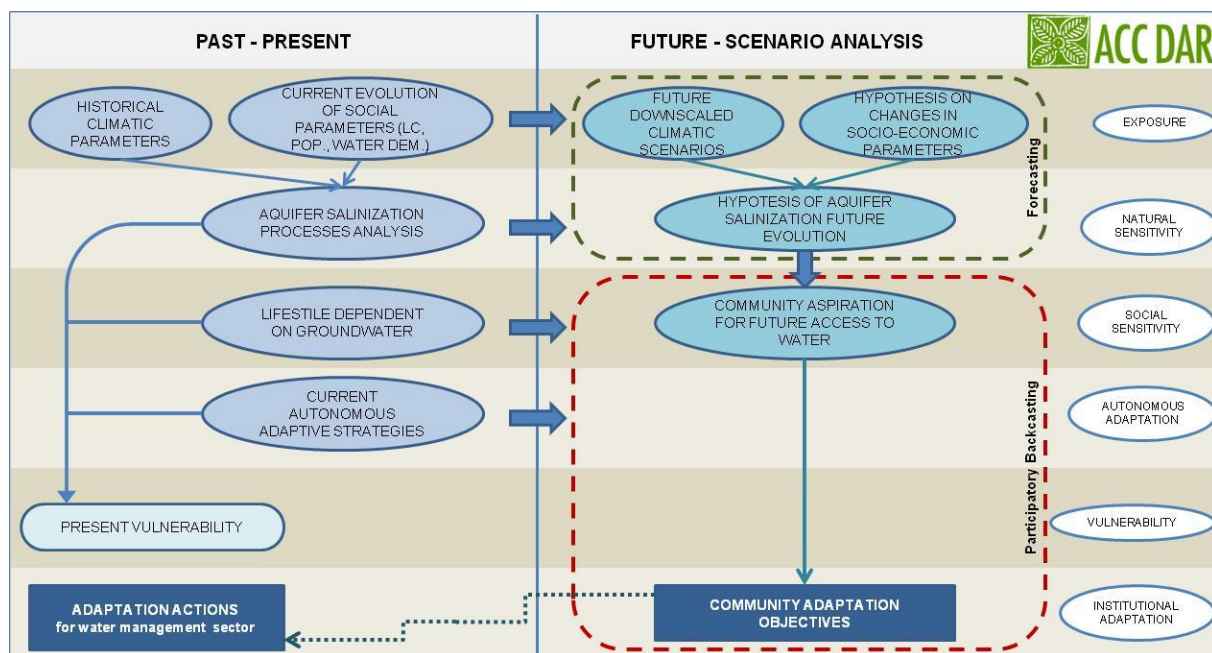 PAST - PRESENT
FUTURE - SCENARIO ANALYSIS
ACC DAR
HISTORICAL
CLIMATIC
PARAMETERS
CURRENT EVOLUTION
OF SOCIAL
PARAMETERS (LC,
POP., WATER DEM.)
FUTURE
DOWNSCALED
CLIMATIC
SCENARIOS
HYPOTHESIS ON
CHANGES IN
SOCIO-ECONOMIC
PARAMETERS
EXPOSURE
Forecasting
AQUIFER SALINIZATION
PROCESSES ANALYSIS
HYPOTESIS OF AQUIFER
SALINIZATION FUTURE
EVOLUTION
NATURAL
SENSITIVITY
LIFESTILE DEPENDENT
ON GROUNDWATER
COMMUNITY ASPIRATION
FOR FUTURE ACCESS TO
WATER
SOCIAL
SENSITIVITY
CURRENT
AUTONOMOUS
ADAPTIVE STRATEGIES
AUTONOMOUS
ADAPTATION
Participatory Backcasting
PRESENT VULNERABILITY
VULNERABILITY
ADAPTATION ACTIONS
for water management sector
COMMUNITY ADAPTATION
OBJECTIVES
INSTITUTIONAL
ADAPTATION